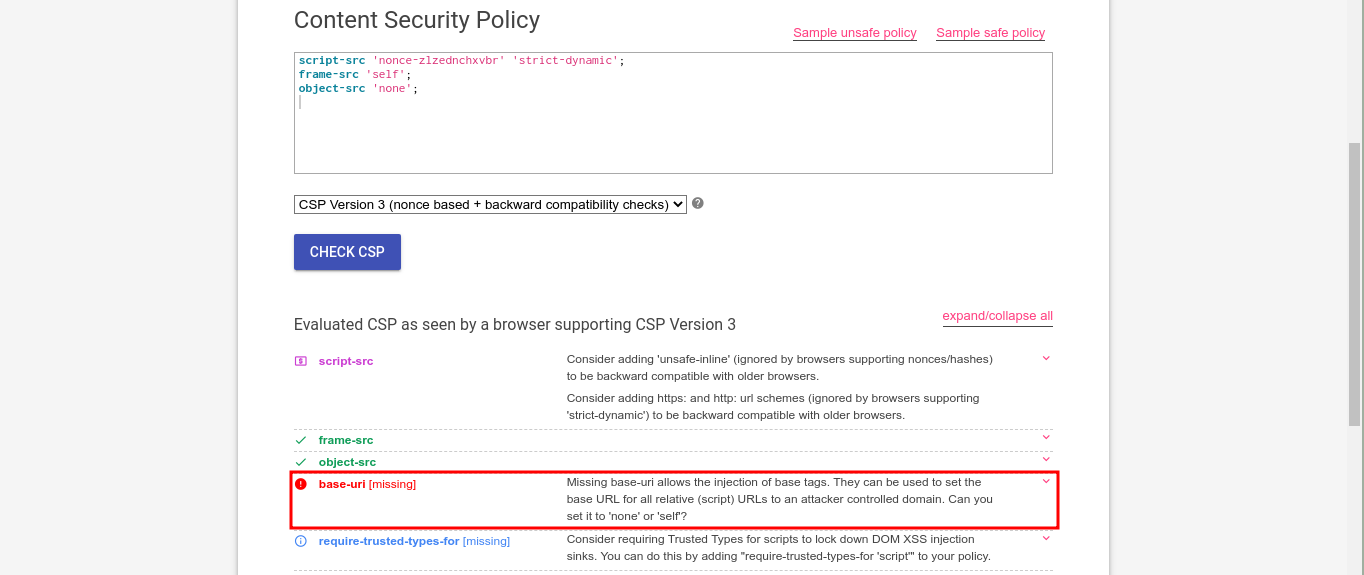 Content Security Policy
Sample unsafe policy
Sample safe policy
script-src 'nonce-zlzednchxvbr' 'strict-dynamic';
frame-src 'self';
object-src 'none';
CSP Version 3 (nonce based + backward compatibility checks)
?
CHECK CSP
Evaluated CSP as seen by a browser supporting CSP Version 3
expand/collapse all
script-src
Consider adding 'unsafe-inline' (ignored by browsers supporting nonces/hashes)
to be backward compatible with older browsers.
Consider adding https: and http: url schemes (ignored by browsers supporting
'strict-dynamic') to be backward compatible with older browsers.
frame-src
object-src
base-uri [missing]
Missing base-uri allows the injection of base tags. They can be used to set the
base URL for all relative (script) URLs to an attacker controlled domain. Can you
set it to 'none' or 'self'?
require-trusted-types-for [missing]
Consider requiring Trusted Types for scripts to lock down DOM XSS injection
sinks. You can do this by adding "require-trusted-types-for 'script'" to your policy.